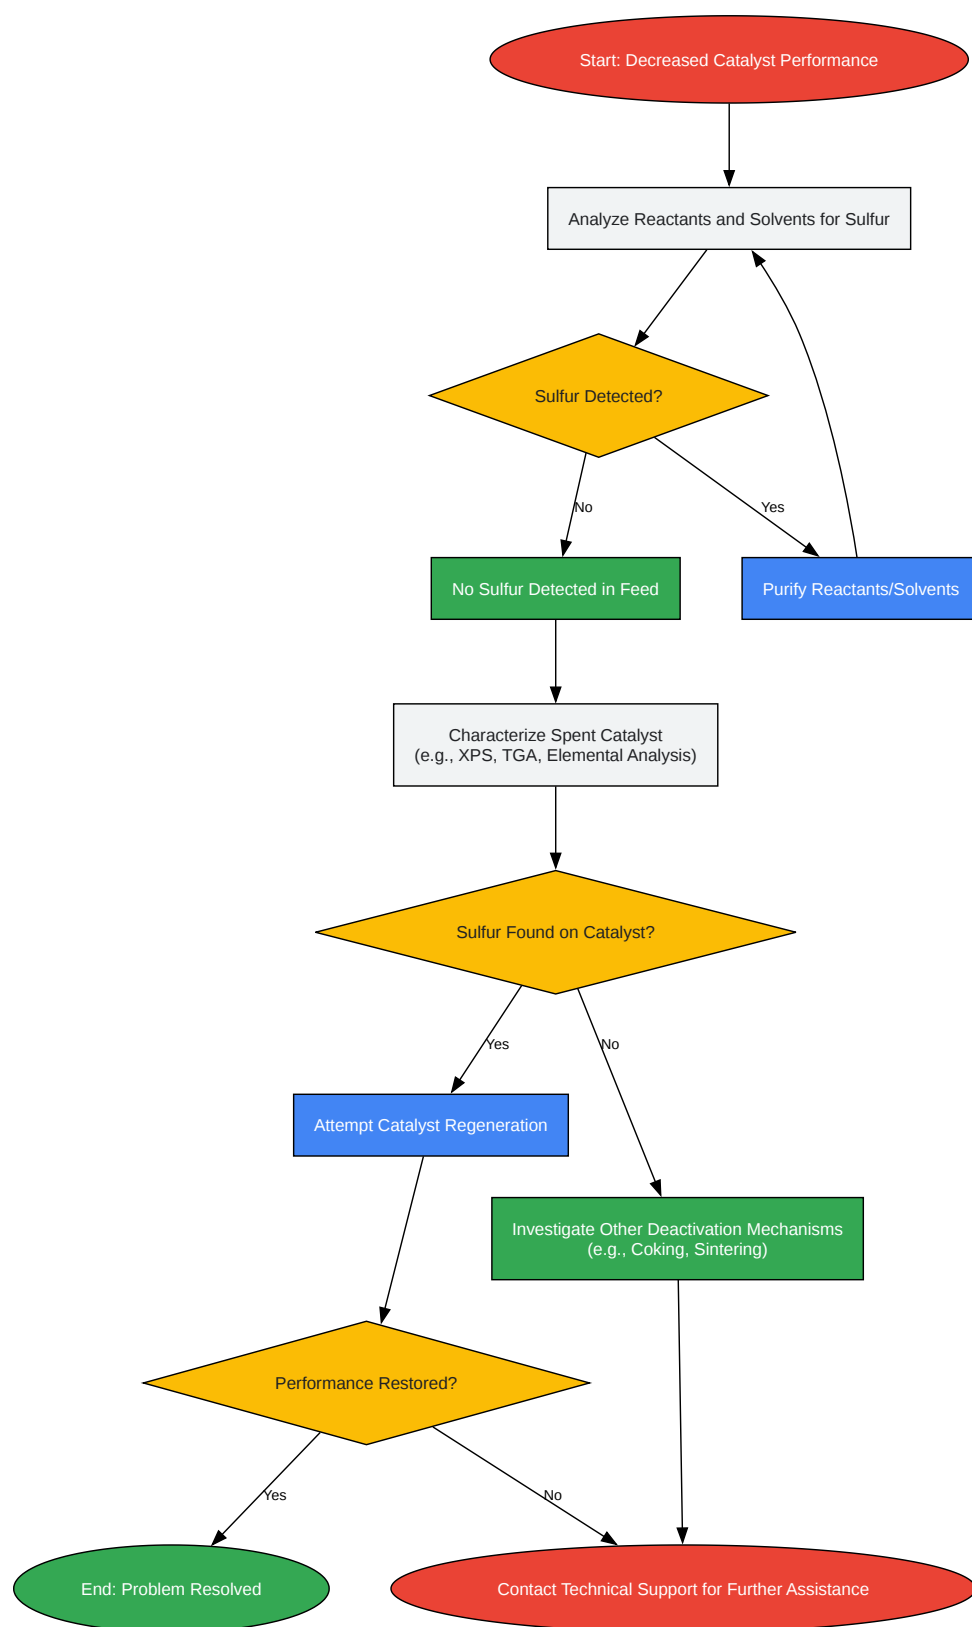 Start: Decreased Catalyst Performance
Analyze Reactants and Solvents for Sulfur
Sulfur Detected?
No
Yes
No Sulfur Detected in Feed
Purify Reactants/Solvents
Characterize Spent Catalyst
(e.g., XPS, TGA, Elemental Analysis)
Sulfur Found on Catalyst?
Yes
No
Attempt Catalyst Regeneration
Investigate Other Deactivation Mechanisms
(e.g., Coking, Sintering)
Performance Restored?
Yes
No
End: Problem Resolved
Contact Technical Support for Further Assistance